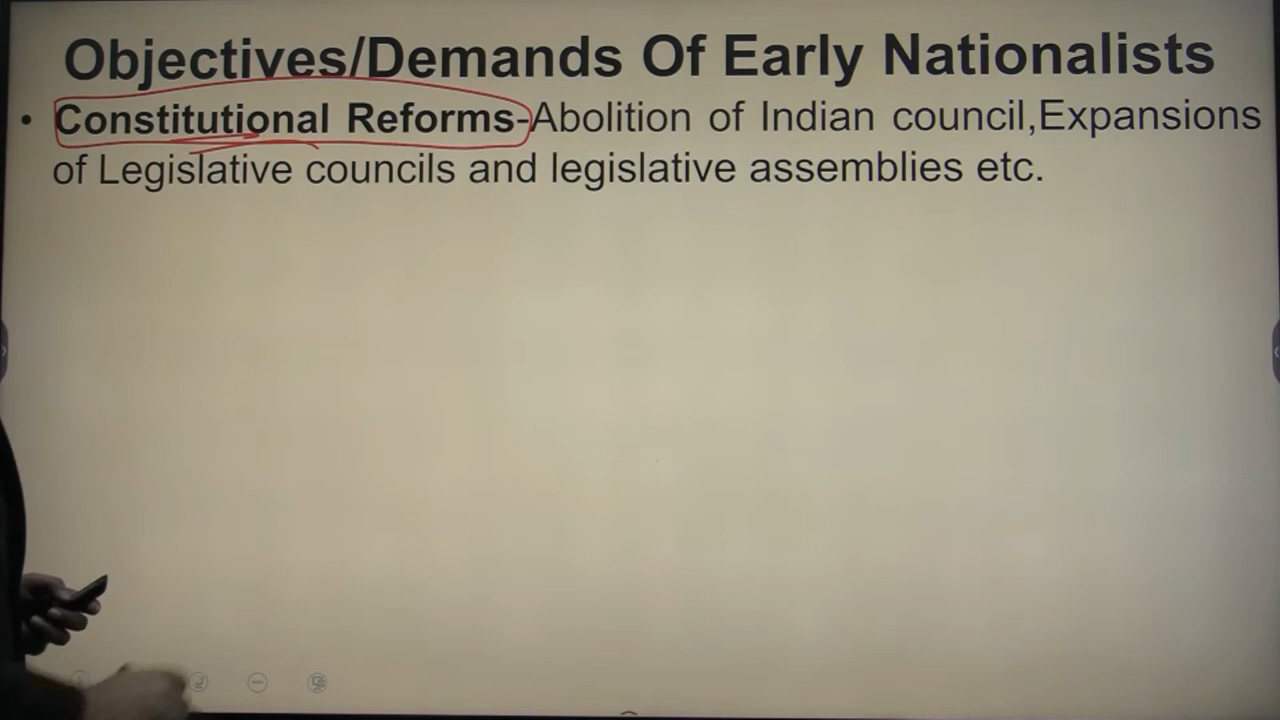 Objectives/Demands Of Early Nationalists
• Constitutional Reforms-Abolition of Indian council,Expansions
of Legislative councils and legislative assemblies etc.